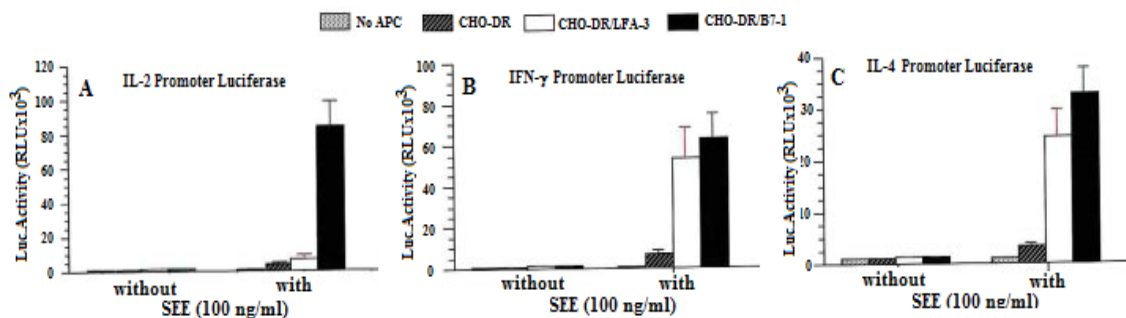 No APC CHO-DR CHO-DR/LFA-3 CHO-DR/B7-1
A IL-2 Promoter Luciferase
Luc.Activity (RLUx10-3)
120
100
80
60
40
20
0
without with
SEE (100 ng/ml)
B IFN-γ Promoter Luciferase
Luc.Activity (RLUx10-3)
100
80
60
40
20
0
without with
SEE (100 ng/ml)
C IL-4 Promoter Luciferase
Luc.Activity (RLUx10-3)
40
30
20
10
0
without with
SEE (100 ng/ml)